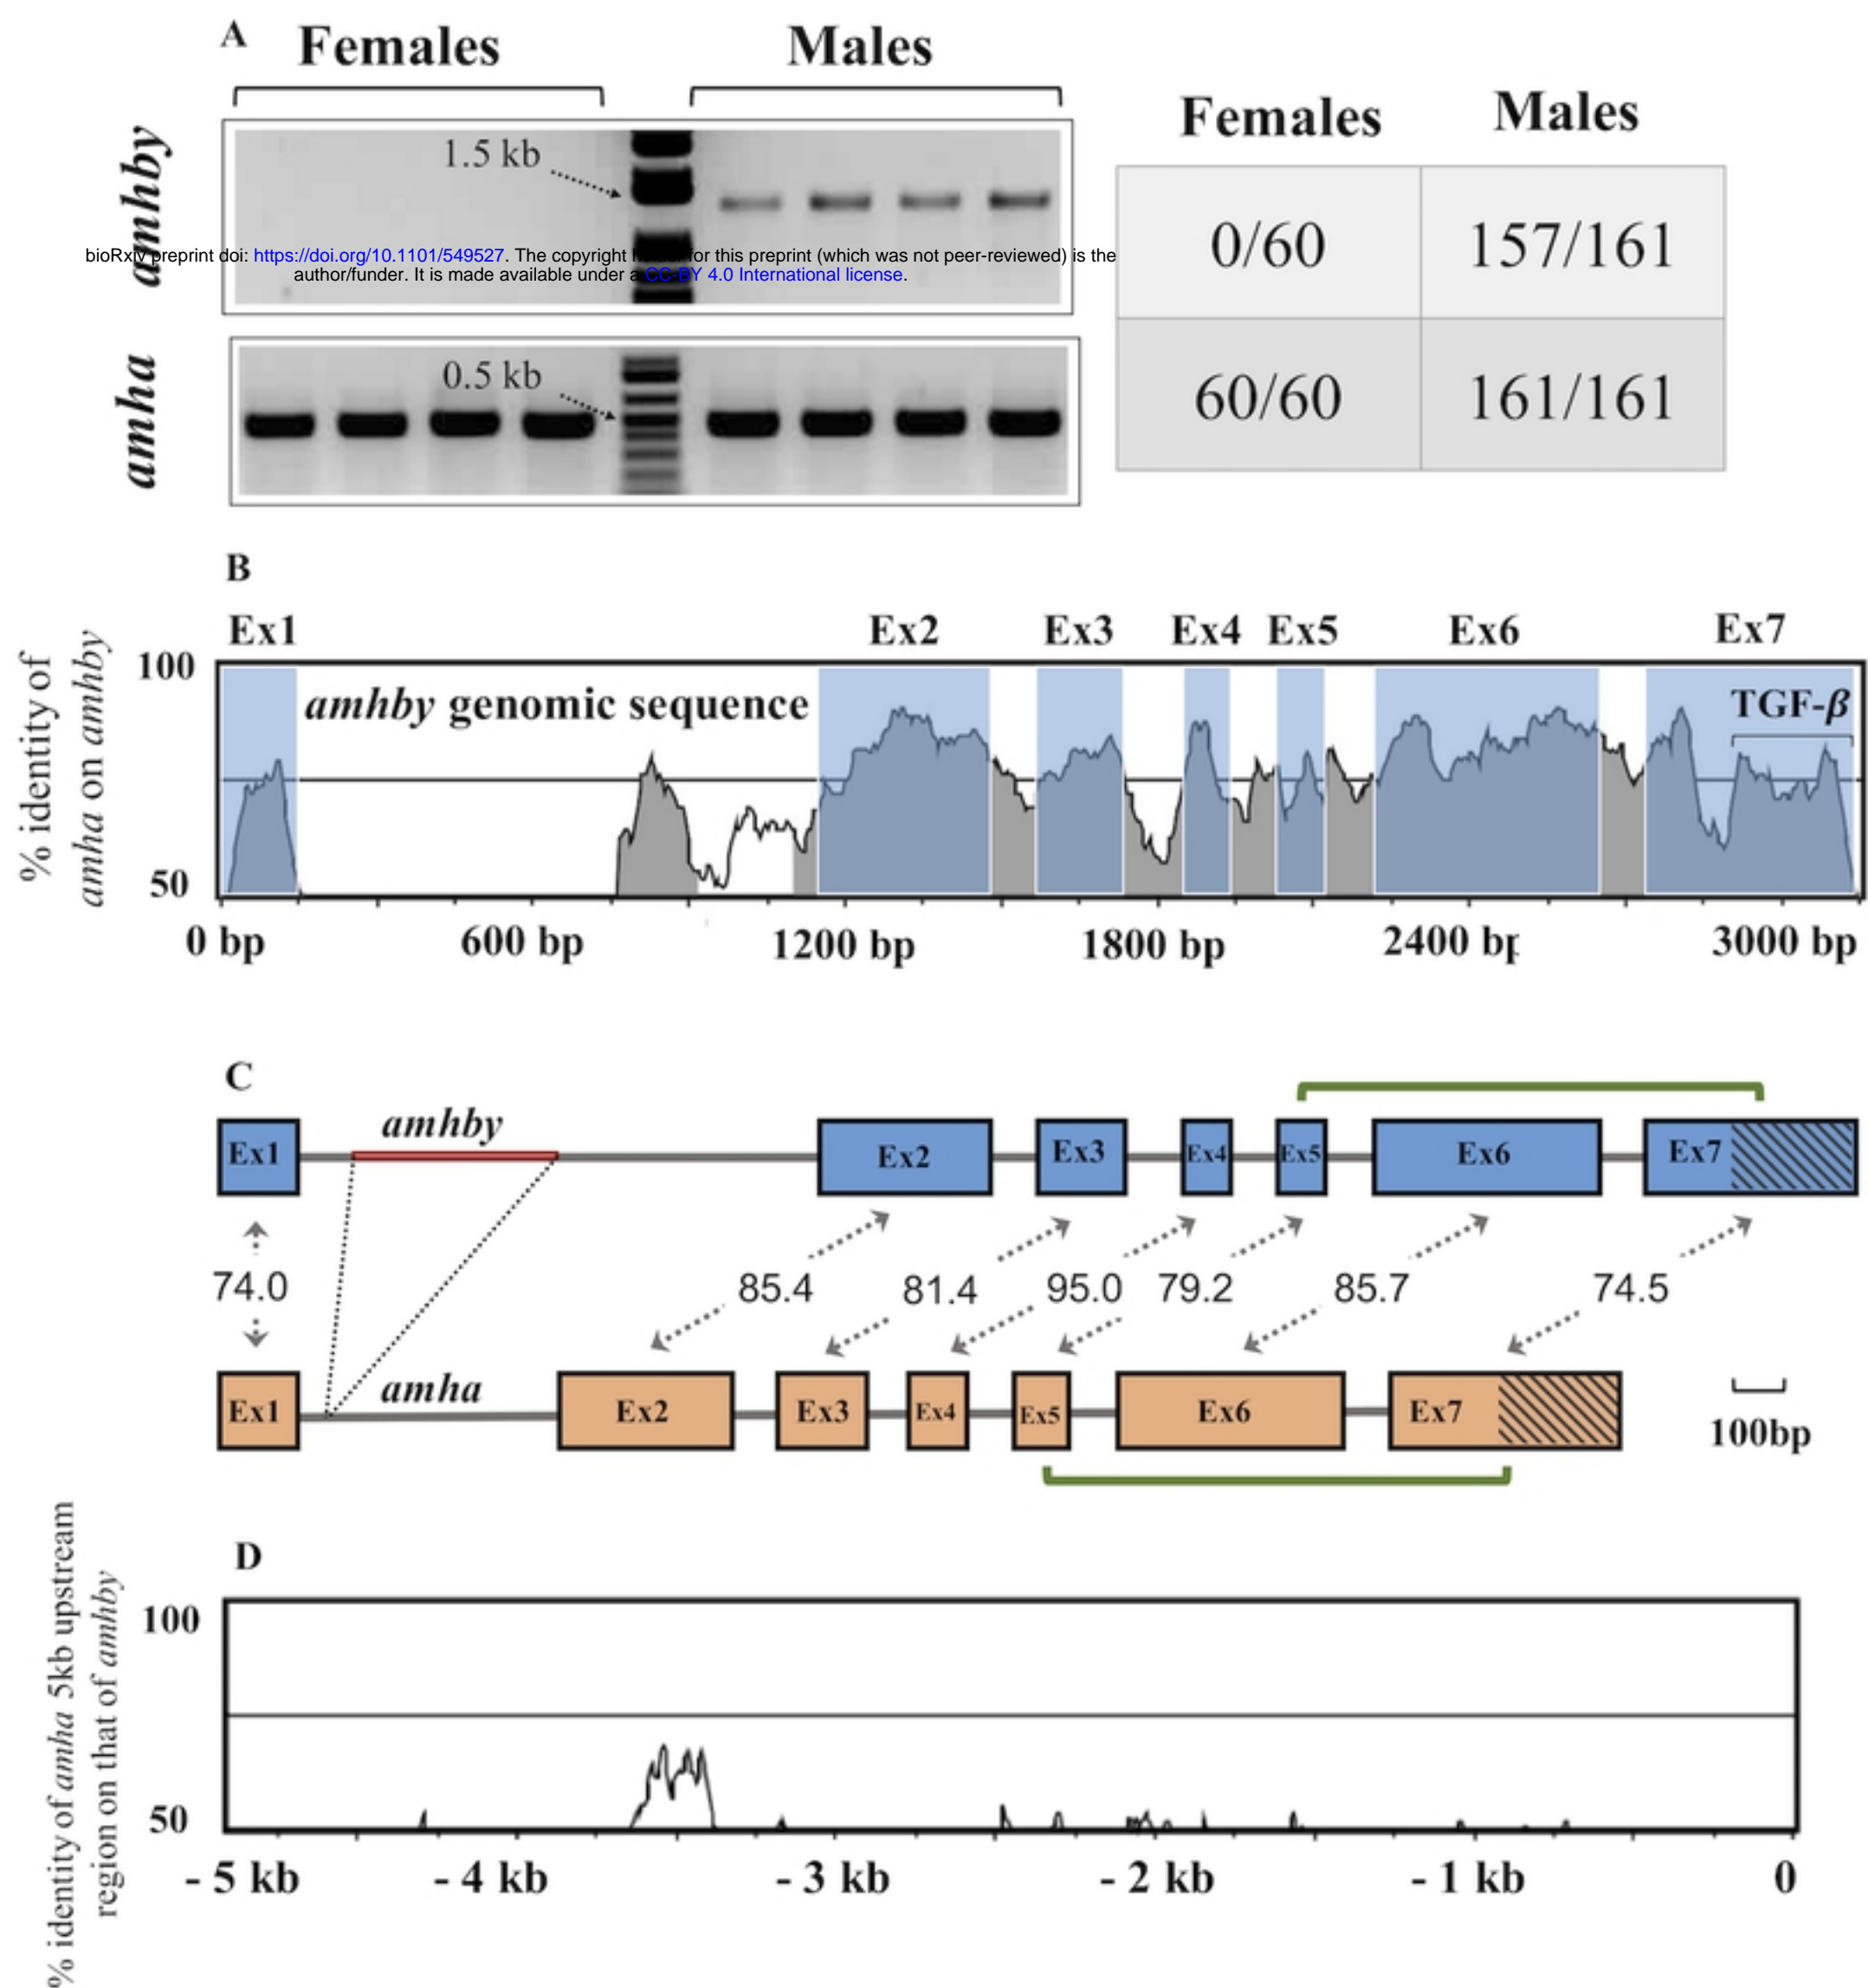 A
Females
Males
Females
Males
amhby
1.5 kb
0/60
157/161
bioRxiv preprint doi: https://doi.org/10.1101/549527. The copyright holder for this preprint (which was not peer-reviewed) is the
author/funder. It is made available under a CC-BY 4.0 International license.
amha
0.5 kb
60/60
161/161
B
Ex1 Ex2 Ex3 Ex4 Ex5 Ex6 Ex7
% identity of
amha on amhby
100
amhby genomic sequence
TGF-β
50
0 bp 600 bp 1200 bp 1800 bp 2400 bp 3000 bp
C
amhby
Ex1 Ex2 Ex3 Ex4 Ex5 Ex6 Ex7
74.0 85.4 81.4 95.0 79.2 85.7 74.5
amha
Ex1 Ex2 Ex3 Ex4 Ex5 Ex6 Ex7
100bp
D
% identity of amha 5kb upstream
region on that of amhby
100
50
- 5 kb - 4 kb - 3 kb - 2 kb - 1 kb 0